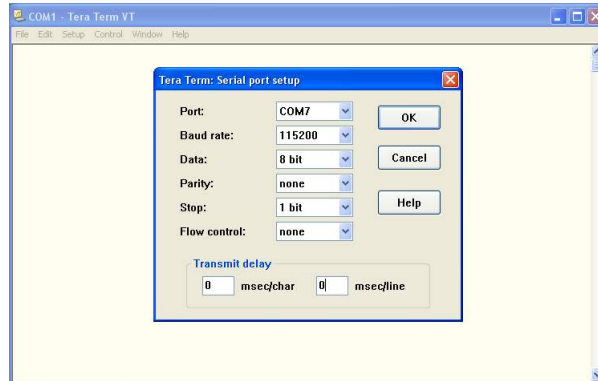 COM1 - Tera Term VT
File Edit Setup Control Window Help
Tera Term: Serial port setup
Port: COM7 OK
Baud rate: 115200
Data: 8 bit Cancel
Parity: none
Stop: 1 bit Help
Flow control: none
Transmit delay
0 msec/char 0 msec/line